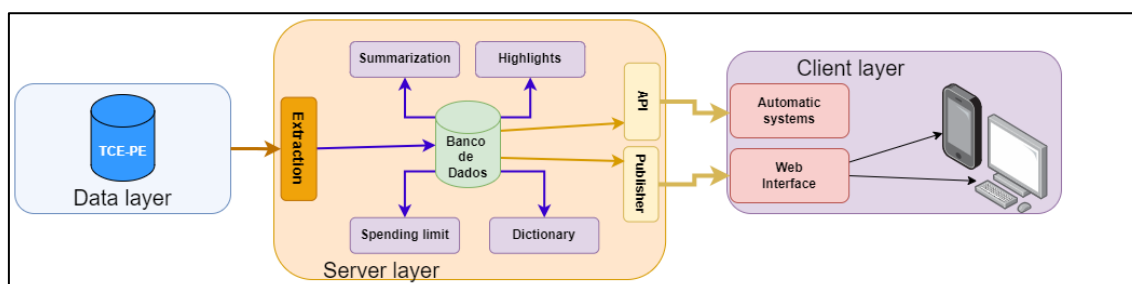 TCE-PE
Data layer
Extraction
Summarization
Highlights
Banco
de
Dados
Spending limit
Dictionary
API
Publisher
Server layer
Client layer
Automatic
systems
Web
Interface